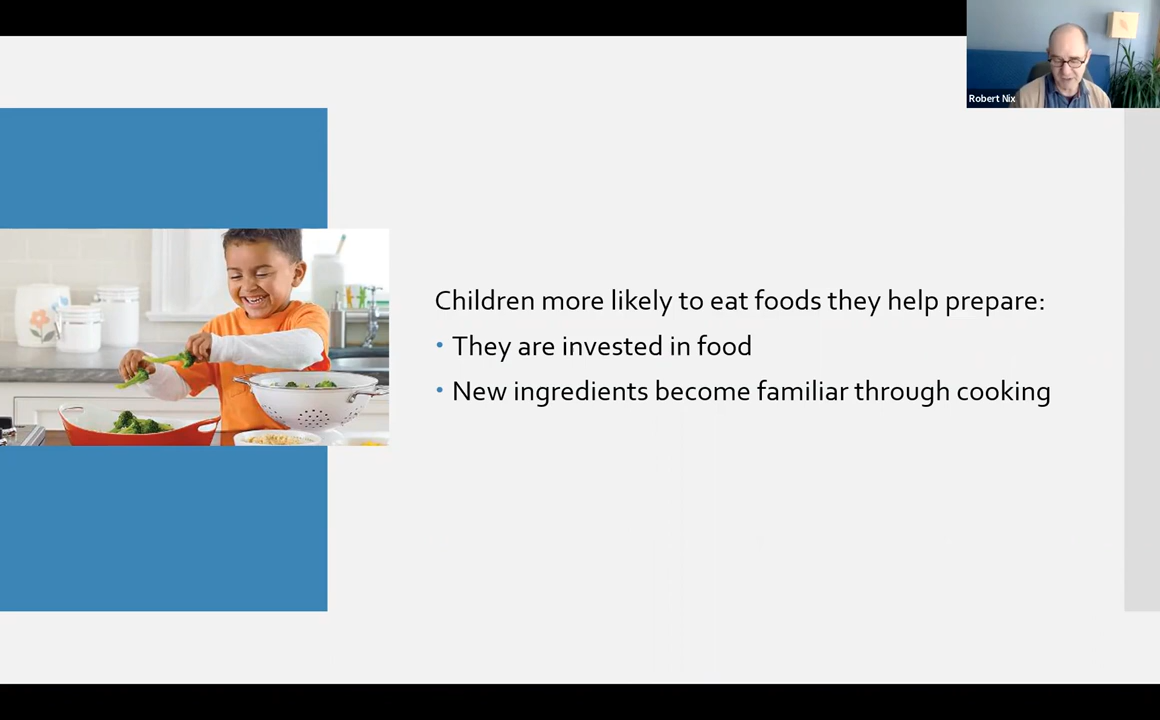 Robert Nix
Children more likely to eat foods they help prepare:
• They are invested in food
• New ingredients become familiar through cooking